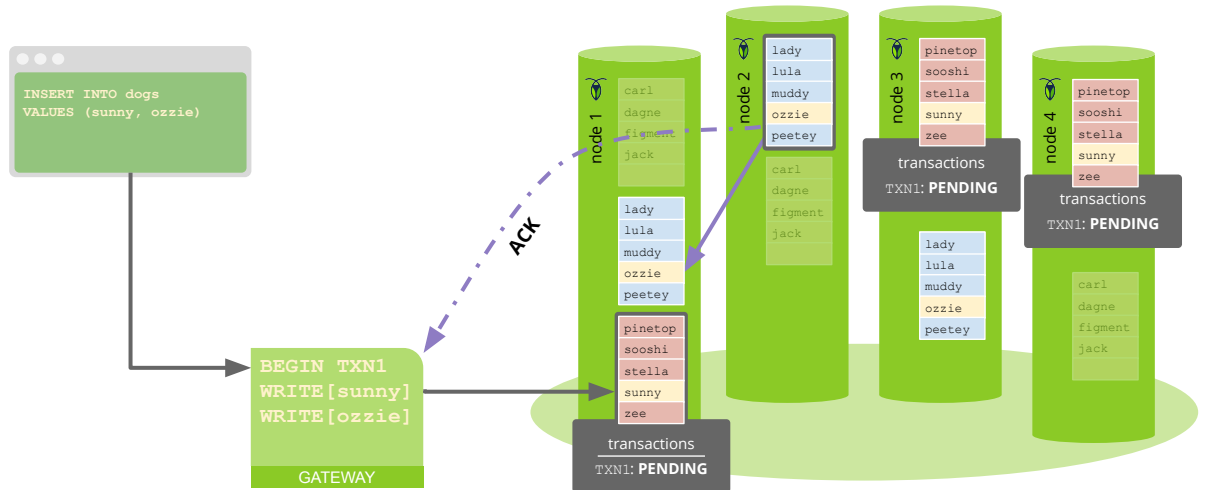 INSERT INTO dogs
VALUES (sunny, ozzie)
BEGIN TXN1
WRITE[sunny]
WRITE[ozzie]
GATEWAY
ACK
node 1
carl
dagne
figment
jack
lady
lula
muddy
ozzie
peetey
pinetop
sooshi
stella
sunny
zee
transactions
TXN1: PENDING
node 2
lady
lula
muddy
ozzie
peetey
carl
dagne
figment
jack
node 3
pinetop
sooshi
stella
sunny
zee
transactions
TXN1: PENDING
lady
lula
muddy
ozzie
peetey
node 4
pinetop
sooshi
stella
sunny
zee
transactions
TXN1: PENDING
carl
dagne
figment
jack